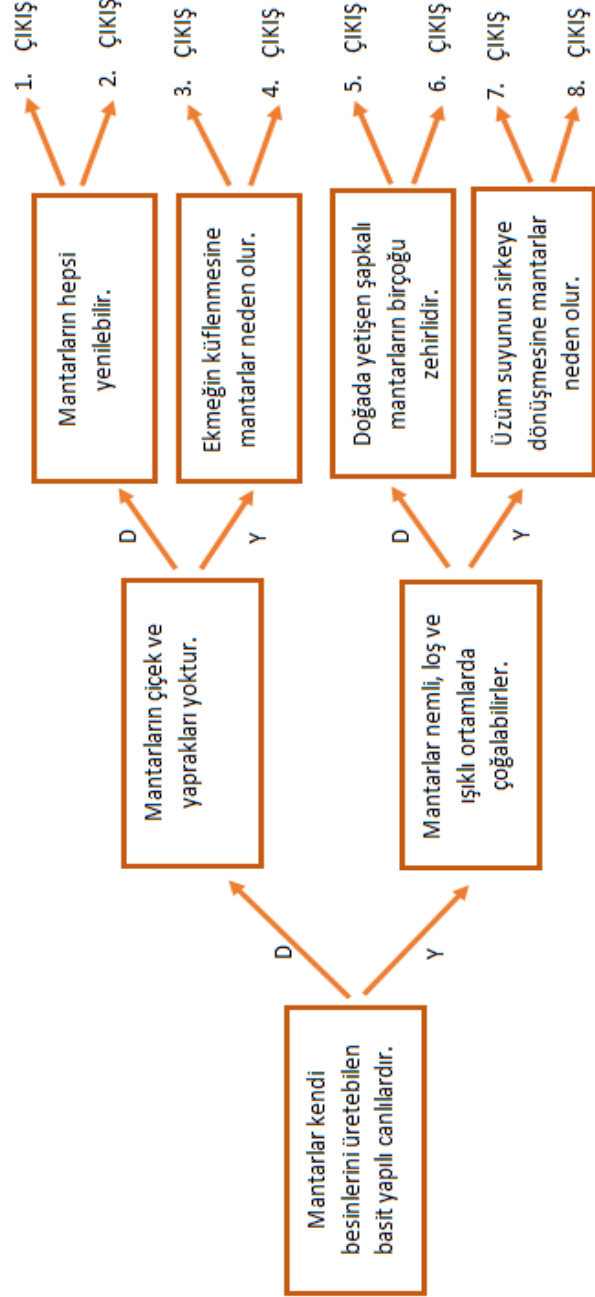 Mantarlar kendi
besinlerini üretebilen
basit yapılı canlılardır.
D
Y
Mantarların çiçek ve
yaprakları yoktur.
Mantarlar nemli, loş ve
ışıklı ortamlarda
çoğalabilirler.
D
Y
D
Y
Mantarların hepsi
yenilebilir.
Ekmeğin küflenmesine
mantarlar neden olur.
Doğada yetişen şapkalı
mantarların birçoğu
zehirlidir.
Üzüm suyunun sirkeye
dönüşmesine mantarlar
neden olur.
1. ÇIKIŞ
2. ÇIKIŞ
3. ÇIKIŞ
4. ÇIKIŞ
5. ÇIKIŞ
6. ÇIKIŞ
7. ÇIKIŞ
8. ÇIKIŞ